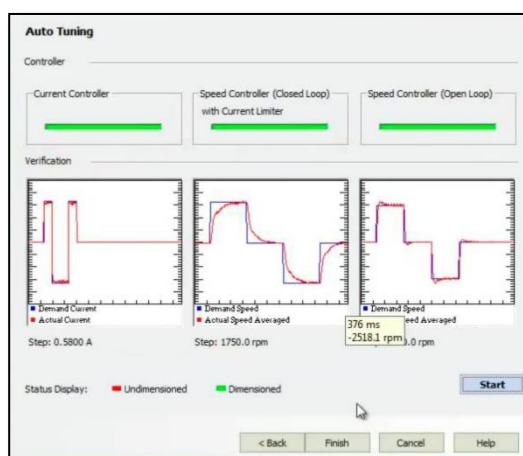 Auto Tuning
Controller
Current Controller
Speed Controller (Closed Loop)
with Current Limiter
Speed Controller (Open Loop)
Verification
Demand Current
Actual Current
Demand Speed
Actual Speed Averaged
Demand Speed
Speed Averaged
376 ms
-2518.1 rpm
Step: 0.5800 A
Step: 1750.0 rpm
rpm
Status Display:
Undimensioned
Dimensioned
Start
< Back
Finish
Cancel
Help